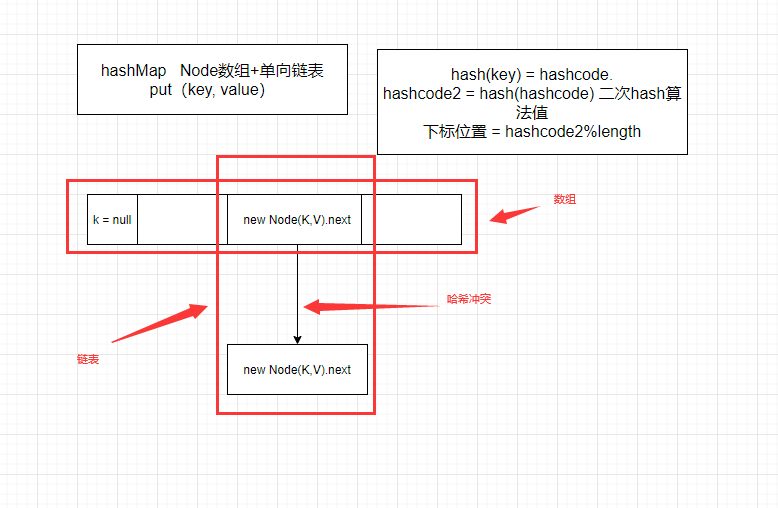 hashMap Node数组+单向链表
put（key, value）
hash(key) = hashcode.
hashcode2 = hash(hashcode) 二次hash算
法值
下标位置 = hashcode2%length
数组
k = null
new Node(K,V).next
哈希冲突
链表
new Node(K,V).next